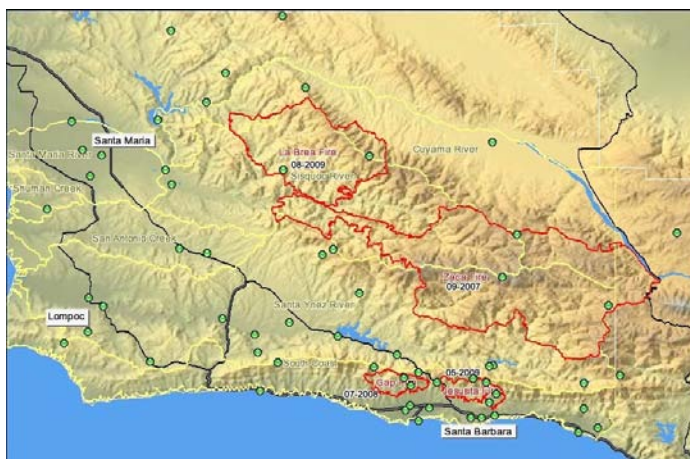 Santa Maria
Santa Maria River
La Brea Fire
08-2009
Cuyama River
Sisquoc River
Shuman Creek
San Antonio Creek
Zaca Fire
09-2007
Santa Ynez River
Lompoc
South Coast
05-2009
Gap
Jesusita
07-2008
Santa Barbara